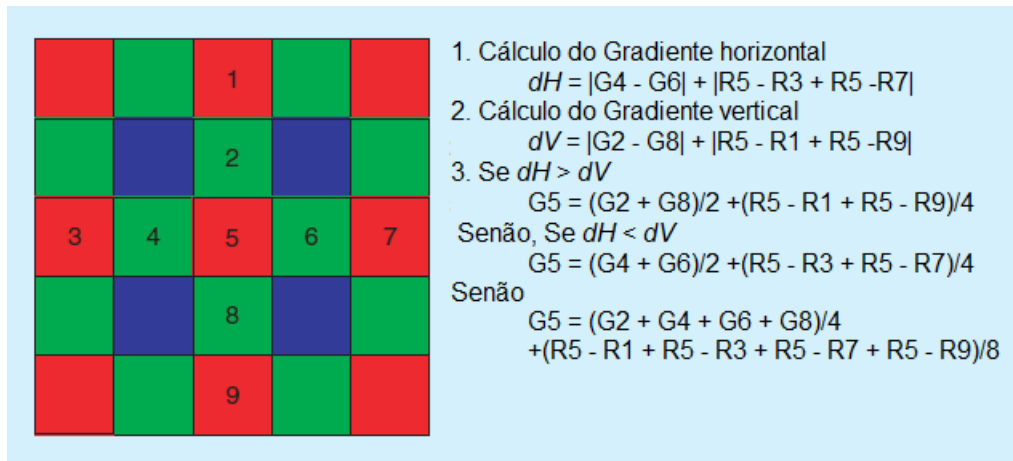 1
2
3 4 5 6 7
8
9
1. Cálculo do Gradiente horizontal
dH = |G4 - G6| + |R5 - R3 + R5 -R7|
2. Cálculo do Gradiente vertical
dV = |G2 - G8| + |R5 - R1 + R5 -R9|
3. Se dH > dV
G5 = (G2 + G8)/2 +(R5 - R1 + R5 - R9)/4
Senão, Se dH < dV
G5 = (G4 + G6)/2 +(R5 - R3 + R5 - R7)/4
Senão
G5 = (G2 + G4 + G6 + G8)/4
+(R5 - R1 + R5 - R3 + R5 - R7 + R5 - R9)/8